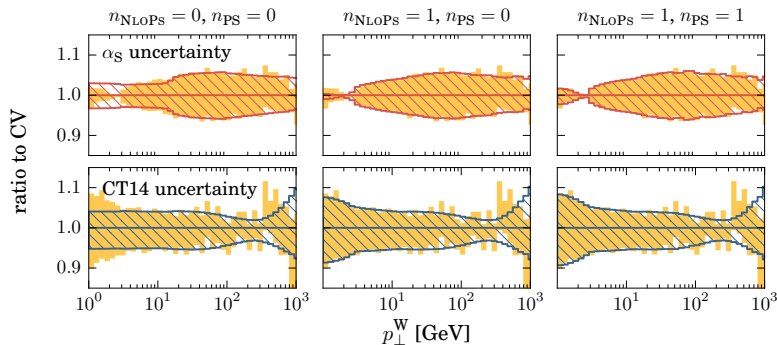 n_NLOPS = 0, n_PS = 0    n_NLOPS = 1, n_PS = 0    n_NLOPS = 1, n_PS = 1
α_S uncertainty
1.1
1.0
0.9
ratio to CV
CT14 uncertainty
1.1
1.0
0.9
10^0 10^1 10^2 10^3 10^1 10^2 10^3 10^1 10^2 10^3
p_⊥^W [GeV]